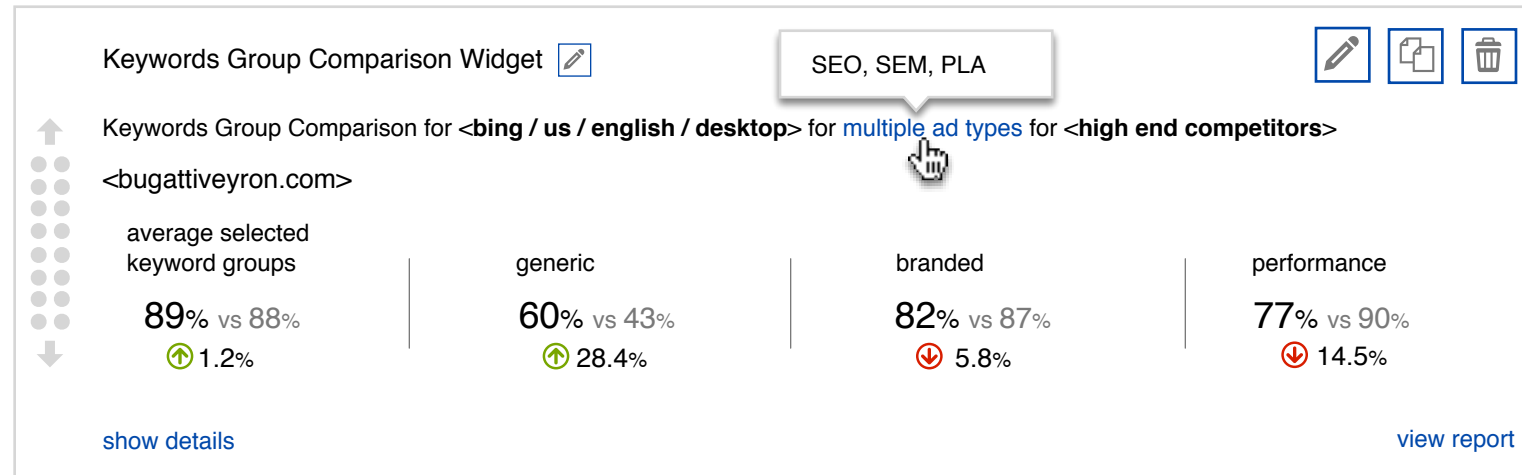 Keywords Group Comparison Widget
SEO, SEM, PLA
Keywords Group Comparison for <bing / us / english / desktop> for multiple ad types for <high end competitors>
<bugattiveyron.com>
average selected
keyword groups
89% vs 88%
1.2%
generic
60% vs 43%
28.4%
branded
82% vs 87%
5.8%
performance
77% vs 90%
14.5%
show details
view report